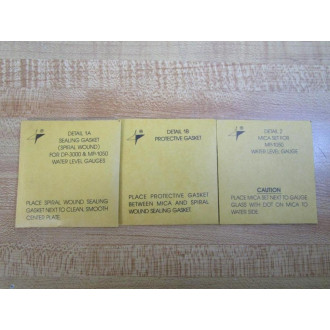 DETAIL 1A
SEALING GASKET
(SPIRAL WOUND)
FOR DP-3000 & MP-1050
WATER LEVEL GAUGES
PLACE SPIRAL WOUND SEALING
GASKET NEXT TO CLEAN, SMOOTH
CENTER PLATE.
DETAIL 1B
PROTECTIVE GASKET
PLACE PROTECTIVE GASKET
BETWEEN MICA AND SPIRAL
WOUND SEALING GASKET.
DETAIL 2
MICA SET FOR
MP-1050
WATER LEVEL GAUGE
CAUTION
PLACE MICA SET NEXT TO GAUGE
GLASS WITH DOT ON MICA TO
WATER SIDE.